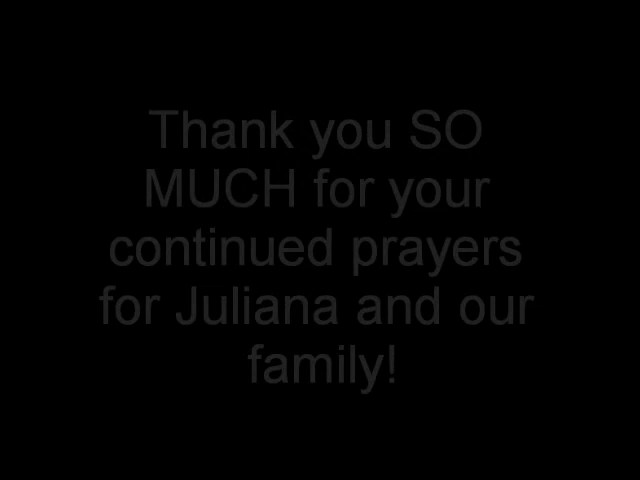 Thank you SO
MUCH for your
continued prayers
for Juliana and our
family!